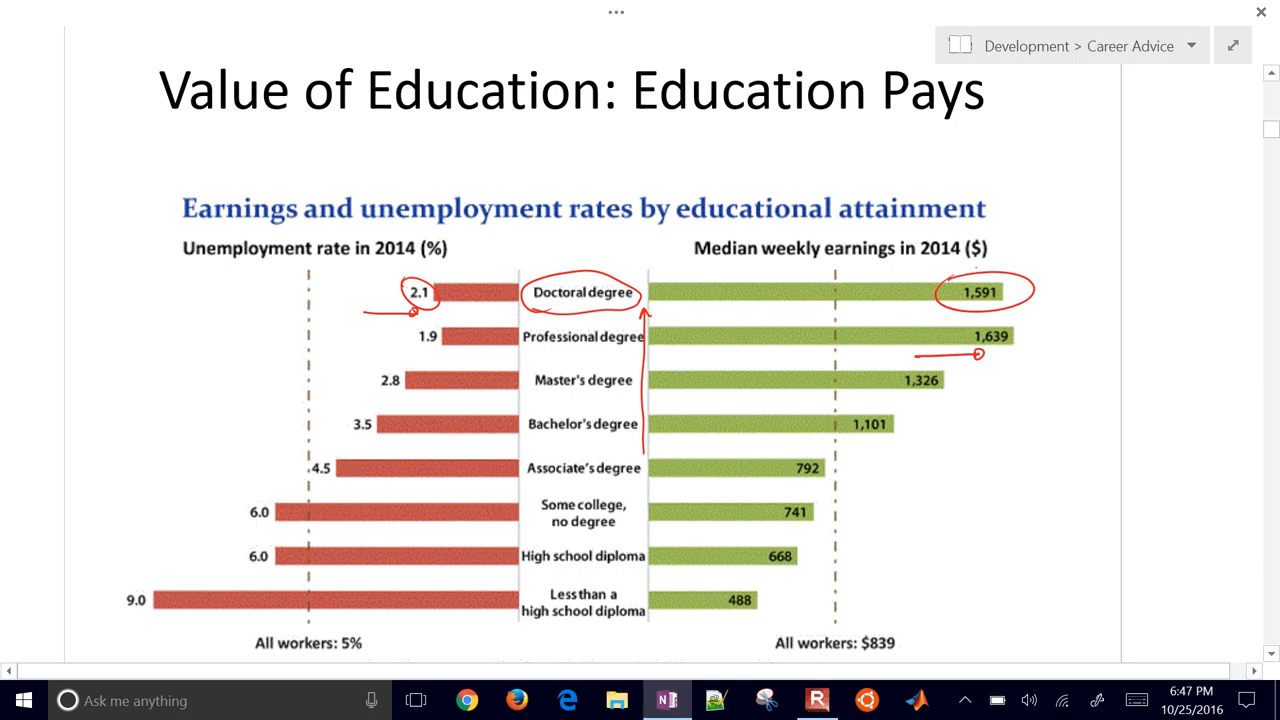 Development > Career Advice
Value of Education: Education Pays
Earnings and unemployment rates by educational attainment
Unemployment rate in 2014 (%)
Median weekly earnings in 2014 ($)
2.1 Doctoral degree 1,591
1.9 Professional degree 1,639
2.8 Master's degree 1,326
3.5 Bachelor's degree 1,101
4.5 Associate's degree 792
6.0 Some college, no degree 741
6.0 High school diploma 668
9.0 Less than a high school diploma 488
All workers: 5%
All workers: $839
Ask me anything
6:47 PM
10/25/2016